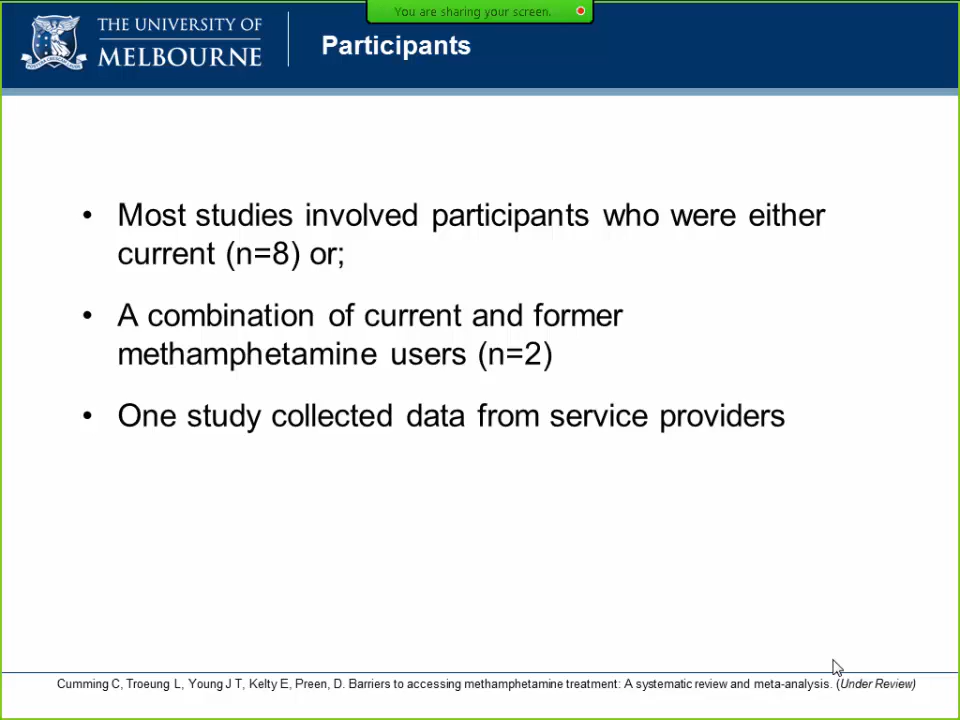 You are sharing your screen.
THE UNIVERSITY OF
MELBOURNE
Participants
• Most studies involved participants who were either
current (n=8) or;
• A combination of current and former
methamphetamine users (n=2)
• One study collected data from service providers
Cumming C, Troeung L, Young J T, Kelty E, Preen, D. Barriers to accessing methamphetamine treatment: A systematic review and meta-analysis. (Under Review)